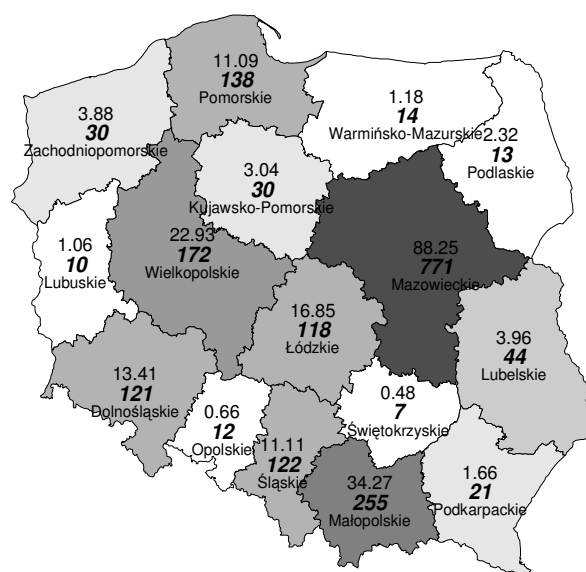 11.09
138
Pomorskie
3.88
30
Zachodniopomorskie
1.18
14
Warmińsko-Mazurskie
2.32
13
Podlaskie
3.04
30
Kujawsko-Pomorskie
22.93
172
Wielkopolskie
1.06
10
Lubuskie
88.25
771
Mazowieckie
16.85
118
Łódzkie
3.96
44
Lubelskie
13.41
121
Dolnośląskie
0.66
12
Opolskie
11.11
122
Śląskie
0.48
7
Świętokrzyskie
34.27
255
Małopolskie
1.66
21
Podkarpackie